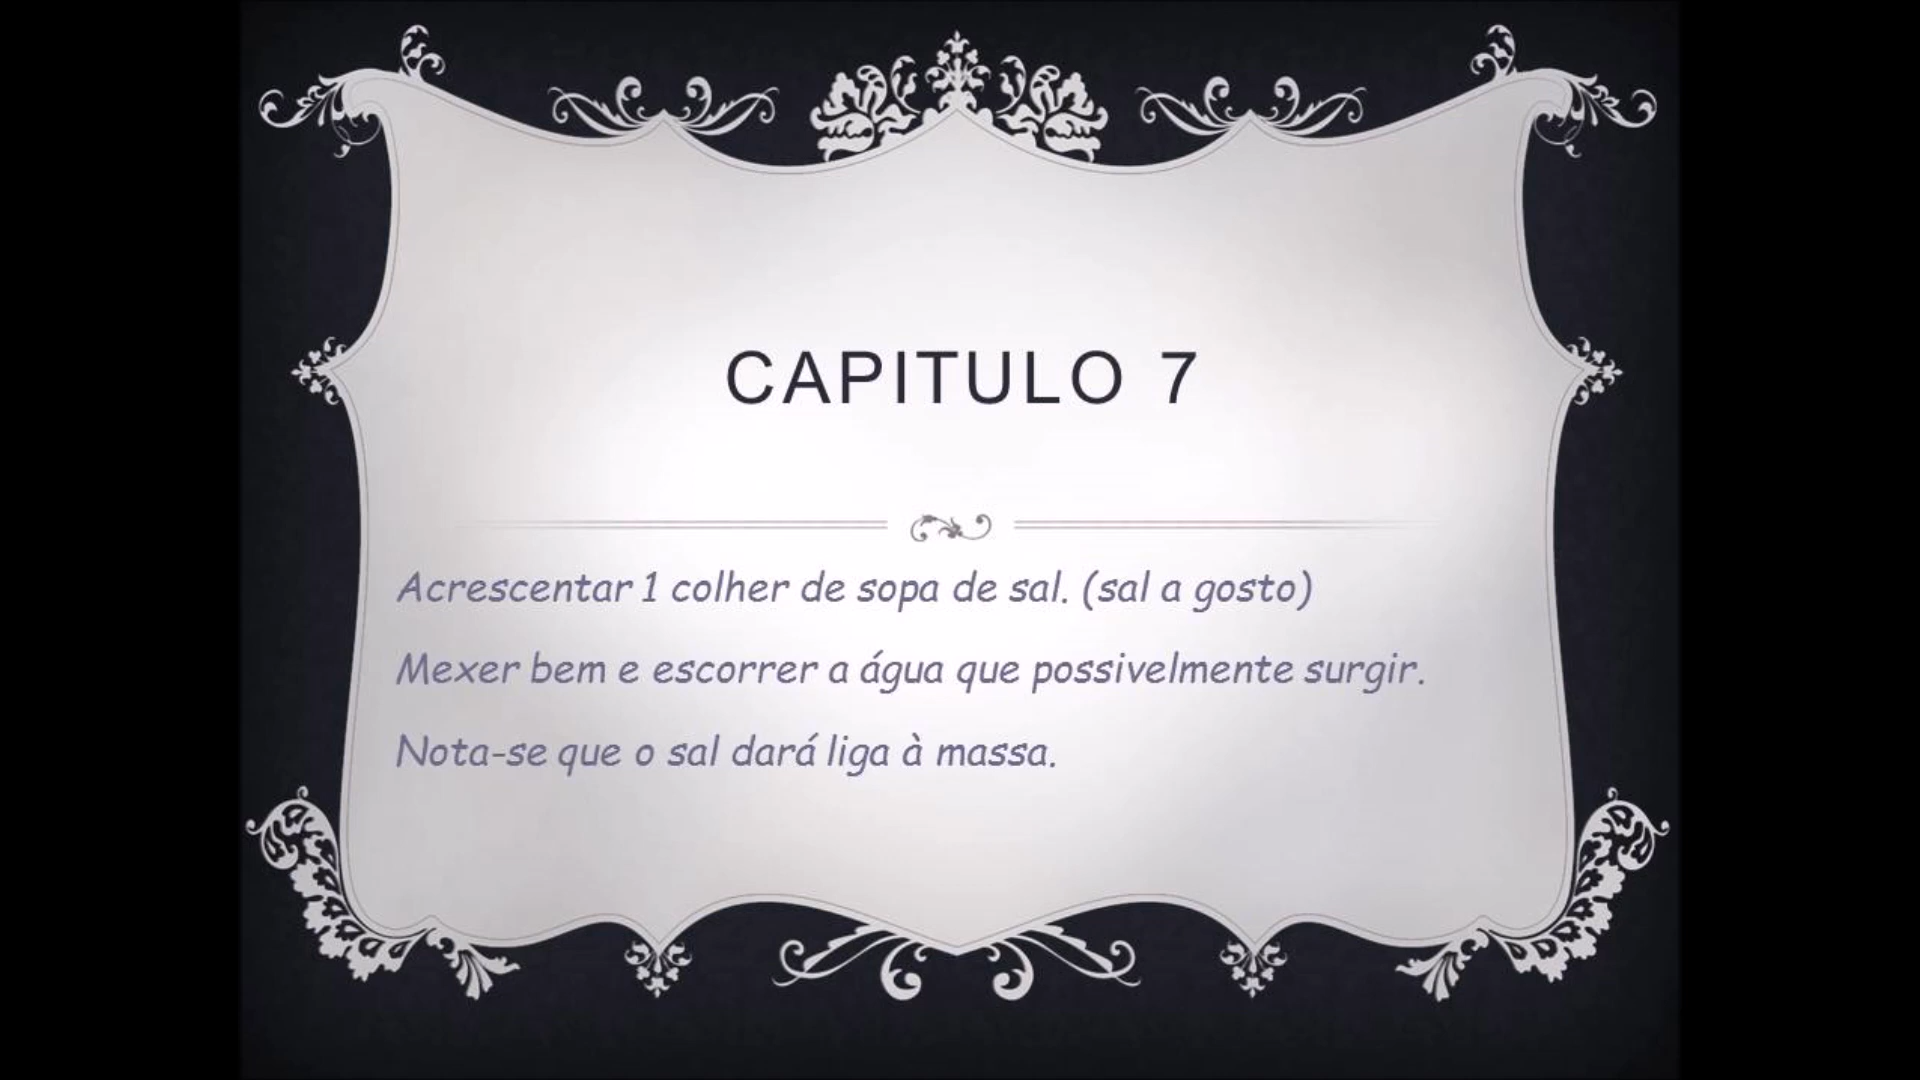 CAPITULO 7
Acrescentar 1 colher de sopa de sal. (sal a gosto)
Mexer bem e escorrer a água que possivelmente surgir.
Nota-se que o sal dará liga à massa.